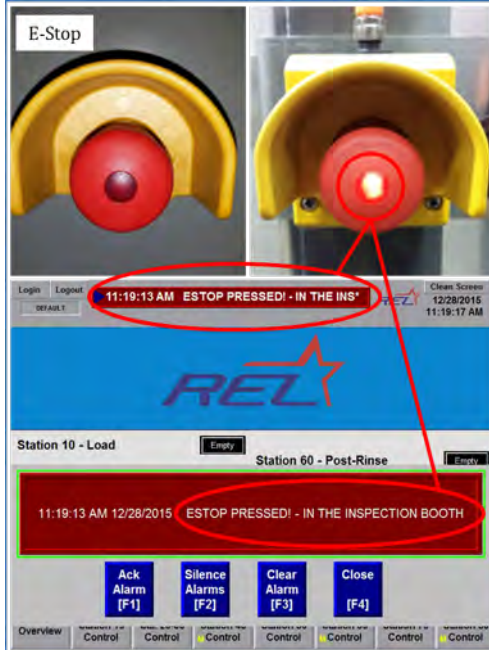 E-Stop
Login Logout
DEFAULT
11:19:13 AM ESTOP PRESSED! - IN THE INS*
REL
Clean Screen
12/28/2015
11:19:17 AM
REL
Station 10 - Load
Empty
Station 60 - Post-Rinse
Empty
11:19:13 AM 12/28/2015 ESTOP PRESSED! - IN THE INSPECTION BOOTH
Ack Alarm [F1]
Silence Alarms [F2]
Clear Alarm [F3]
Close [F4]
Overview
Control
Control
Control
Control
Control
Control